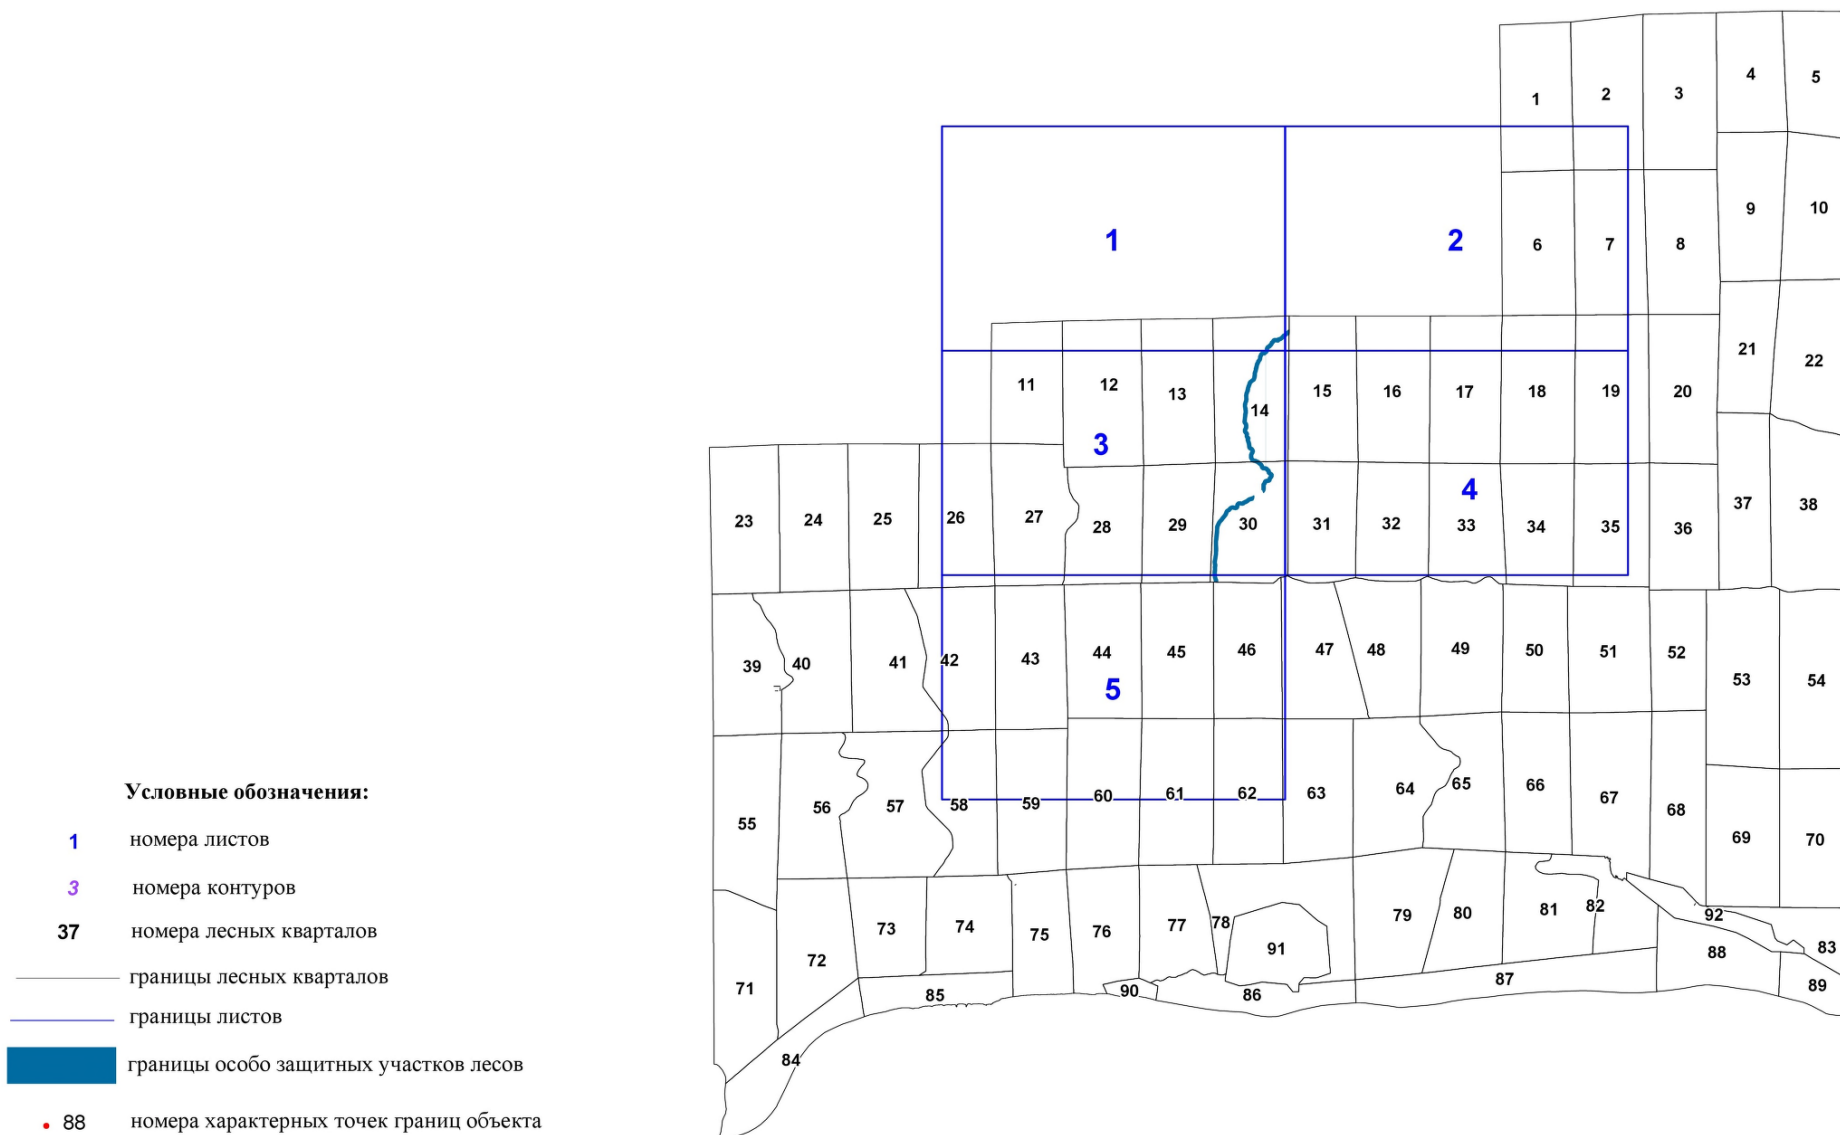 4 5
1 2 3
9 10
1 2 6 7 8
21 22
11 12 13 14 15 16 17 18 19 20
3
4 37 38
23 24 25 26 27 28 29 30 31 32 33 34 35 36
39 40 41 42 43 44 45 46 47 48 49 50 51 52
5 53 54
55 56 57 58 59 60 61 62 63 64 65 66 67 68
69 70
71 72 73 74 75 76 77 78 91 79 80 81 82 92 83
85 90 86 87 88 89
84
Условные обозначения:
1 номера листов
3 номера контуров
37 номера лесных кварталов
границы лесных кварталов
границы листов
границы особо защитных участков лесов
88 номера характерных точек границ объекта